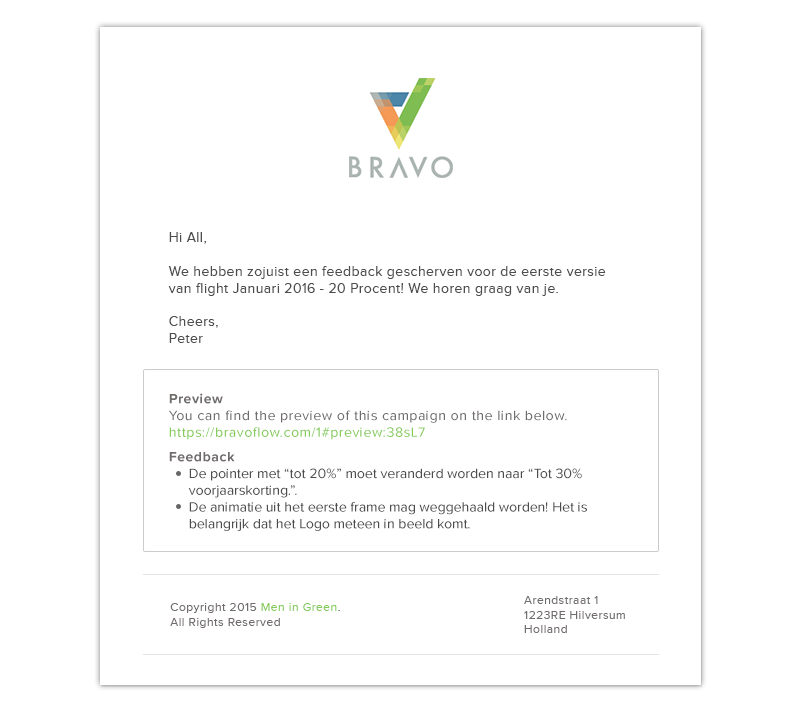 BRAVO
Hi All,
We hebben zojuist een feedback gescherven voor de eerste versie
van flight Januari 2016 - 20 Procent! We horen graag van je.
Cheers,
Peter
Preview
You can find the preview of this campaign on the link below.
https://bravoflow.com/1#preview:38sL7
Feedback
• De pointer met “tot 20%” moet veranderd worden naar “Tot 30%
voorjaarskorting.”.
• De animatie uit het eerste frame mag weggehaald worden! Het is
belangrijk dat het Logo meteen in beeld komt.
Copyright 2015 Men in Green.
All Rights Reserved
Arendstraat 1
1223RE Hilversum
Holland